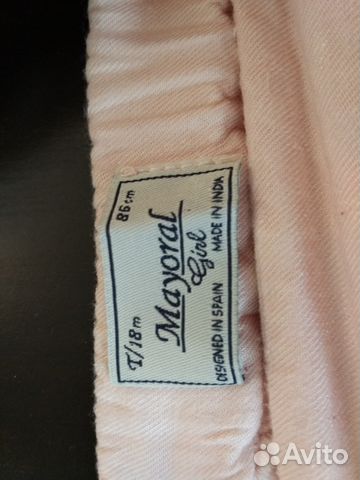 T/18m 86cm
Mayoral
Girl
DESIGNED IN SPAIN MADE IN INDIA
Avito